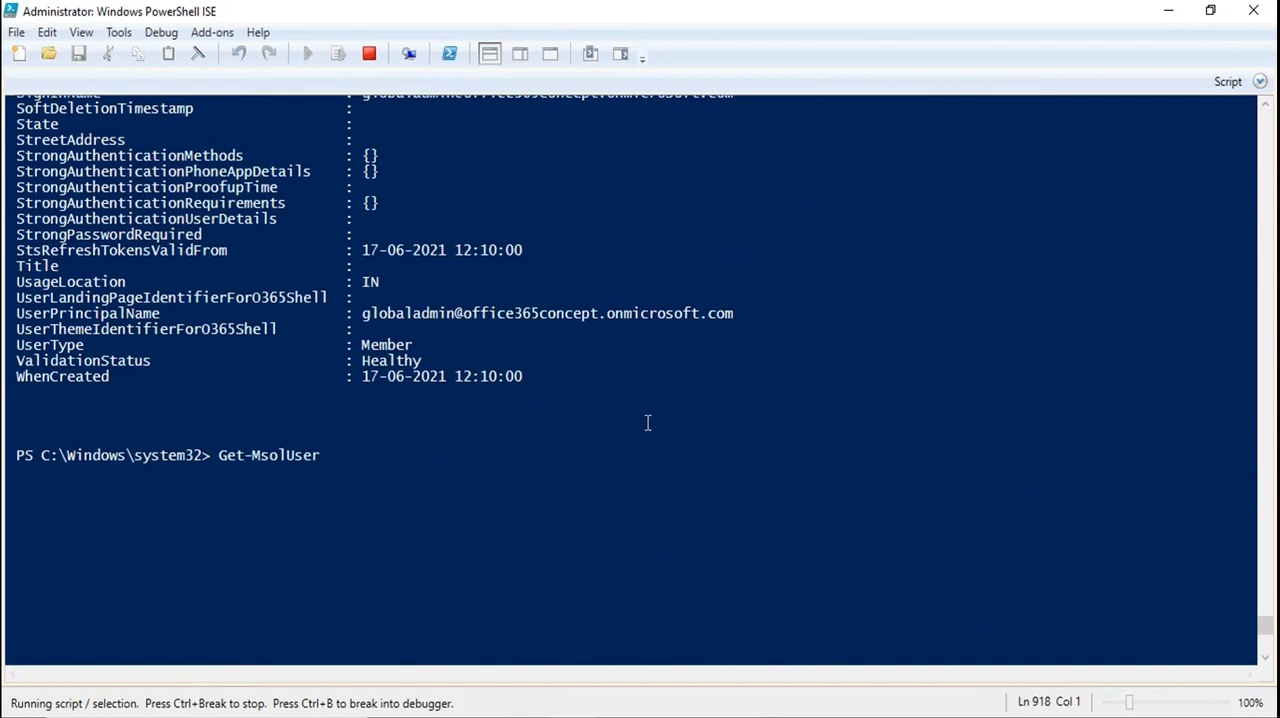 Administrator: Windows PowerShell ISE
File Edit View Tools Debug Add-ons Help
Script
SoftDeletionTimestamp :
State :
StreetAddress :
StrongAuthenticationMethods : {}
StrongAuthenticationPhoneAppDetails : {}
StrongAuthenticationProofupTime :
StrongAuthenticationRequirements : {}
StrongAuthenticationUserDetails :
StrongPasswordRequired :
StsRefreshTokensValidFrom : 17-06-2021 12:10:00
Title :
UsageLocation : IN
UserLandingPageIdentifierForO365Shell :
UserPrincipalName : globaladmin@office365concept.onmicrosoft.com
UserThemeIdentifierForO365Shell :
UserType : Member
ValidationStatus : Healthy
WhenCreated : 17-06-2021 12:10:00
PS C:\Windows\system32> Get-MsolUser
Running script / selection. Press Ctrl+Break to stop. Press Ctrl+B to break into debugger.
Ln 918 Col 1
100%